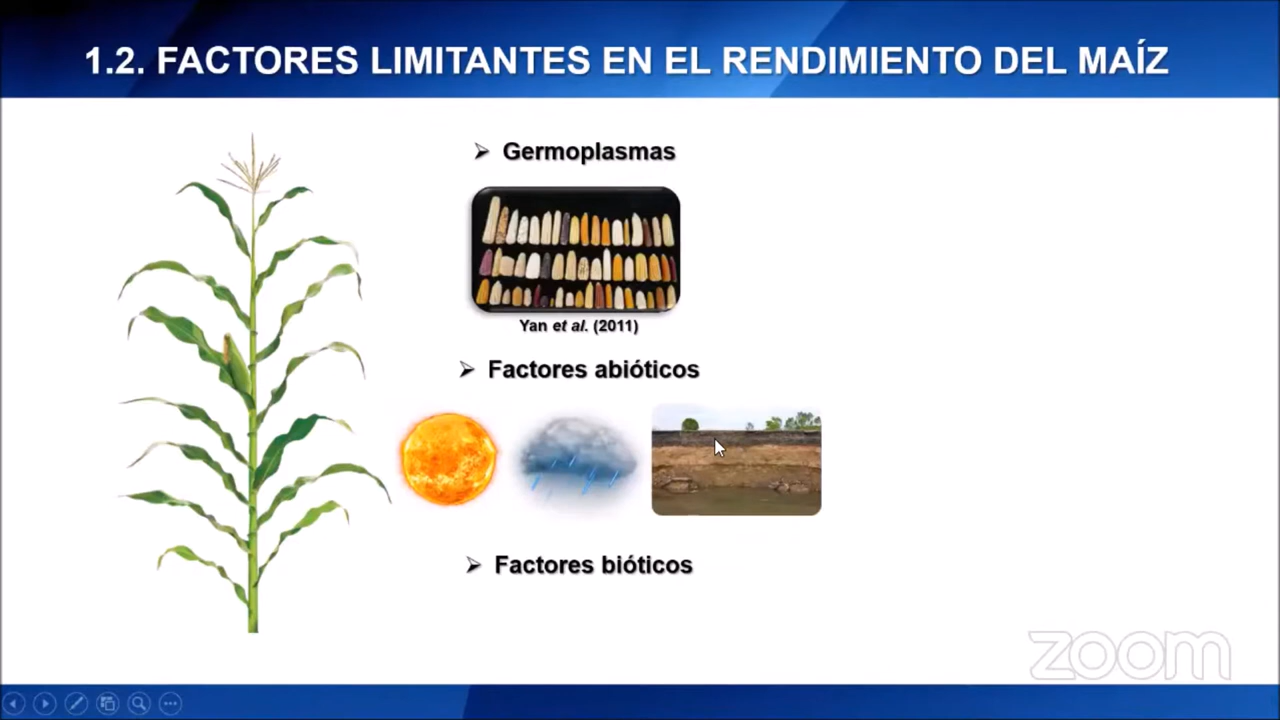 1.2. FACTORES LIMITANTES EN EL RENDIMIENTO DEL MAÍZ
➢ Germoplasmas
Yan et al. (2011)
➢ Factores abióticos
➢ Factores bióticos
zoom